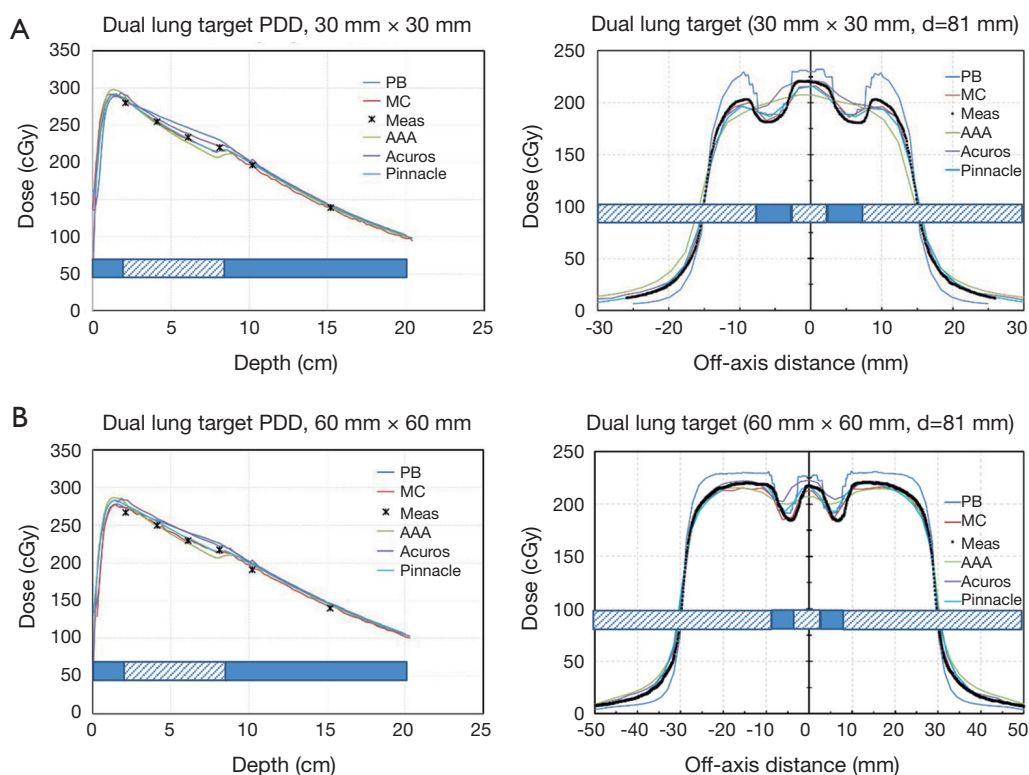 A
Dual lung target PDD, 30 mm × 30 mm
350
300
250
200
150
100
50
0
Dose (cGy)
PB
MC
Meas
AAA
Acuros
Pinnacle
0 5 10 15 20 25
Depth (cm)
Dual lung target (30 mm × 30 mm, d=81 mm)
250
200
150
100
50
0
Dose (cGy)
PB
MC
Meas
AAA
Acuros
Pinnacle
-30 -20 -10 0 10 20 30
Off-axis distance (mm)
B
Dual lung target PDD, 60 mm × 60 mm
350
300
250
200
150
100
50
0
Dose (cGy)
PB
MC
Meas
AAA
Acuros
Pinnacle
0 5 10 15 20 25
Depth (cm)
Dual lung target (60 mm × 60 mm, d=81 mm)
250
200
150
100
50
0
Dose (cGy)
PB
MC
Meas
AAA
Acuros
Pinnacle
-50 -40 -30 -20 -10 0 10 20 30 40 50
Off-axis distance (mm)